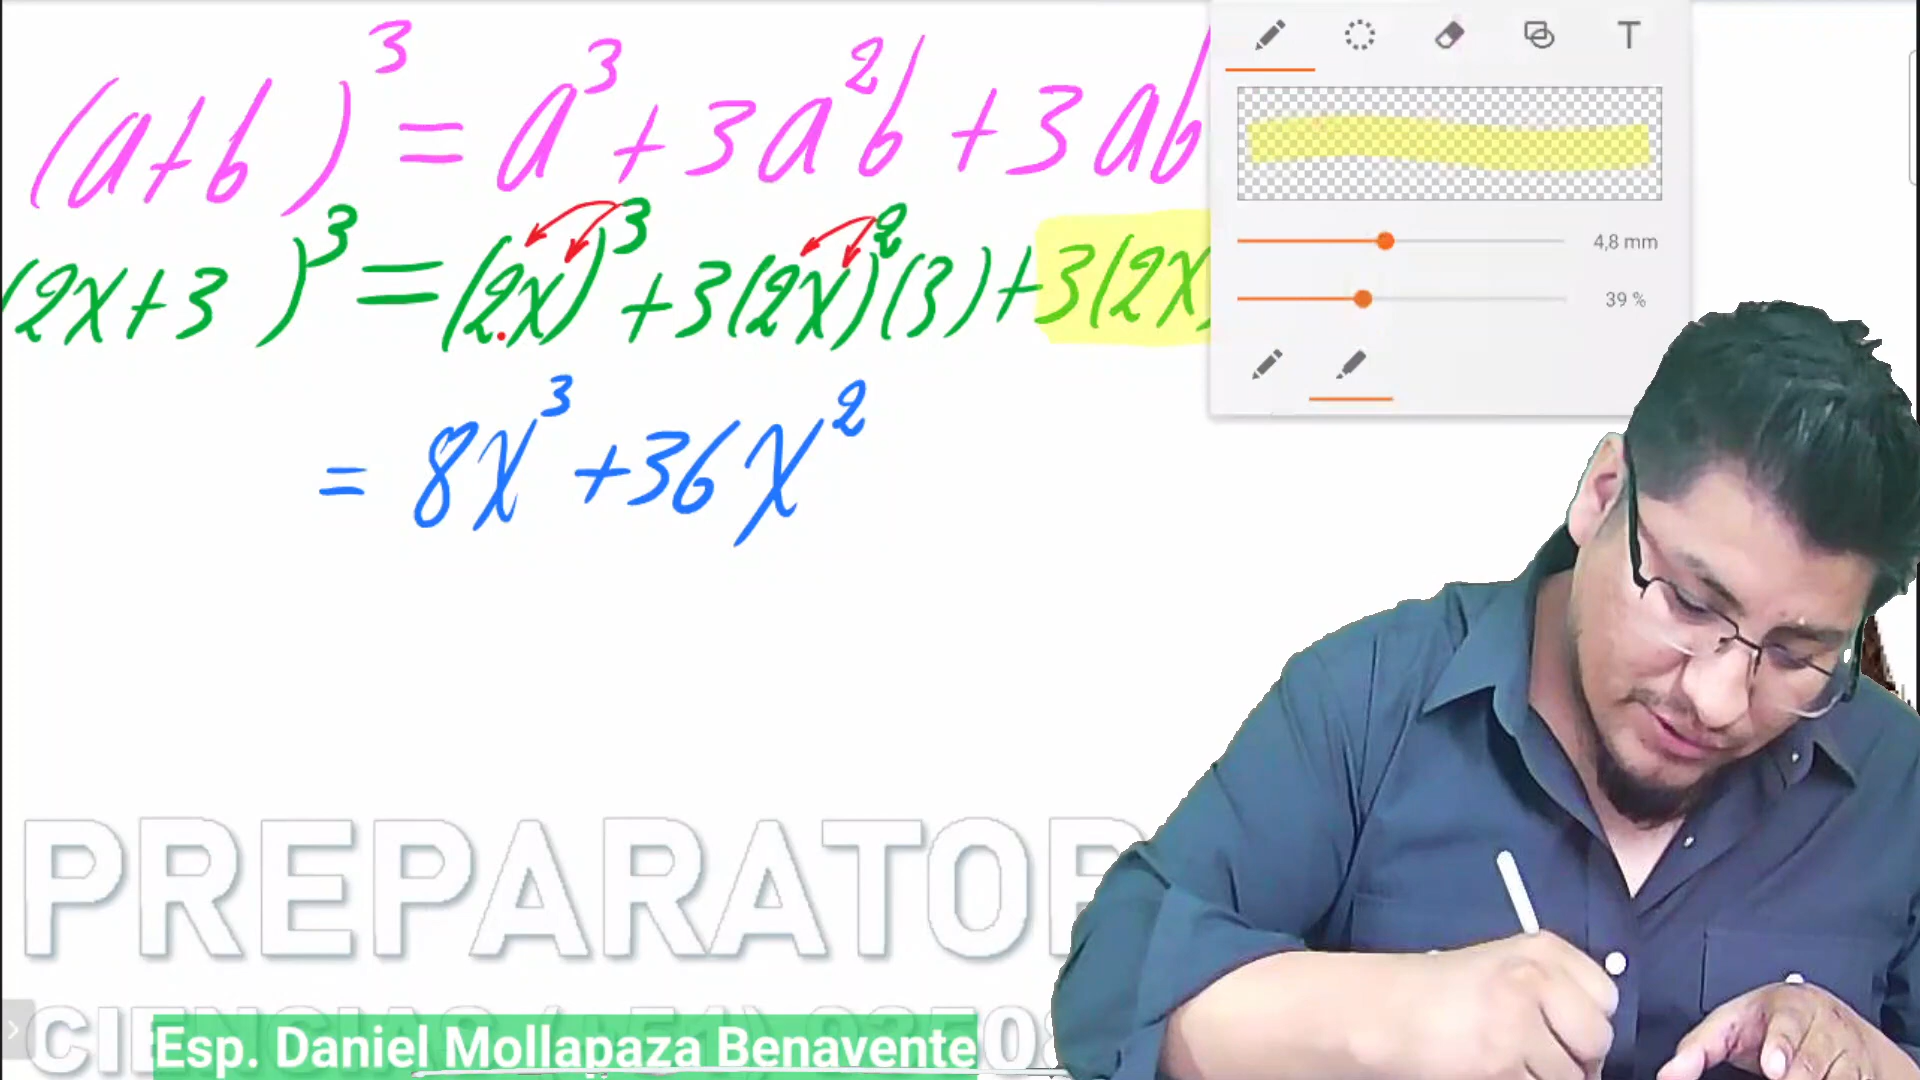 (a+b)³ = a³ + 3a²b + 3ab
(2x+3)³ = (2x)³ + 3(2x)²(3) + 3(2x)
= 8x³ + 36x²
T
4,8 mm
39 %
PREPARATOR
Esp. Daniel Mollapaza Benavente